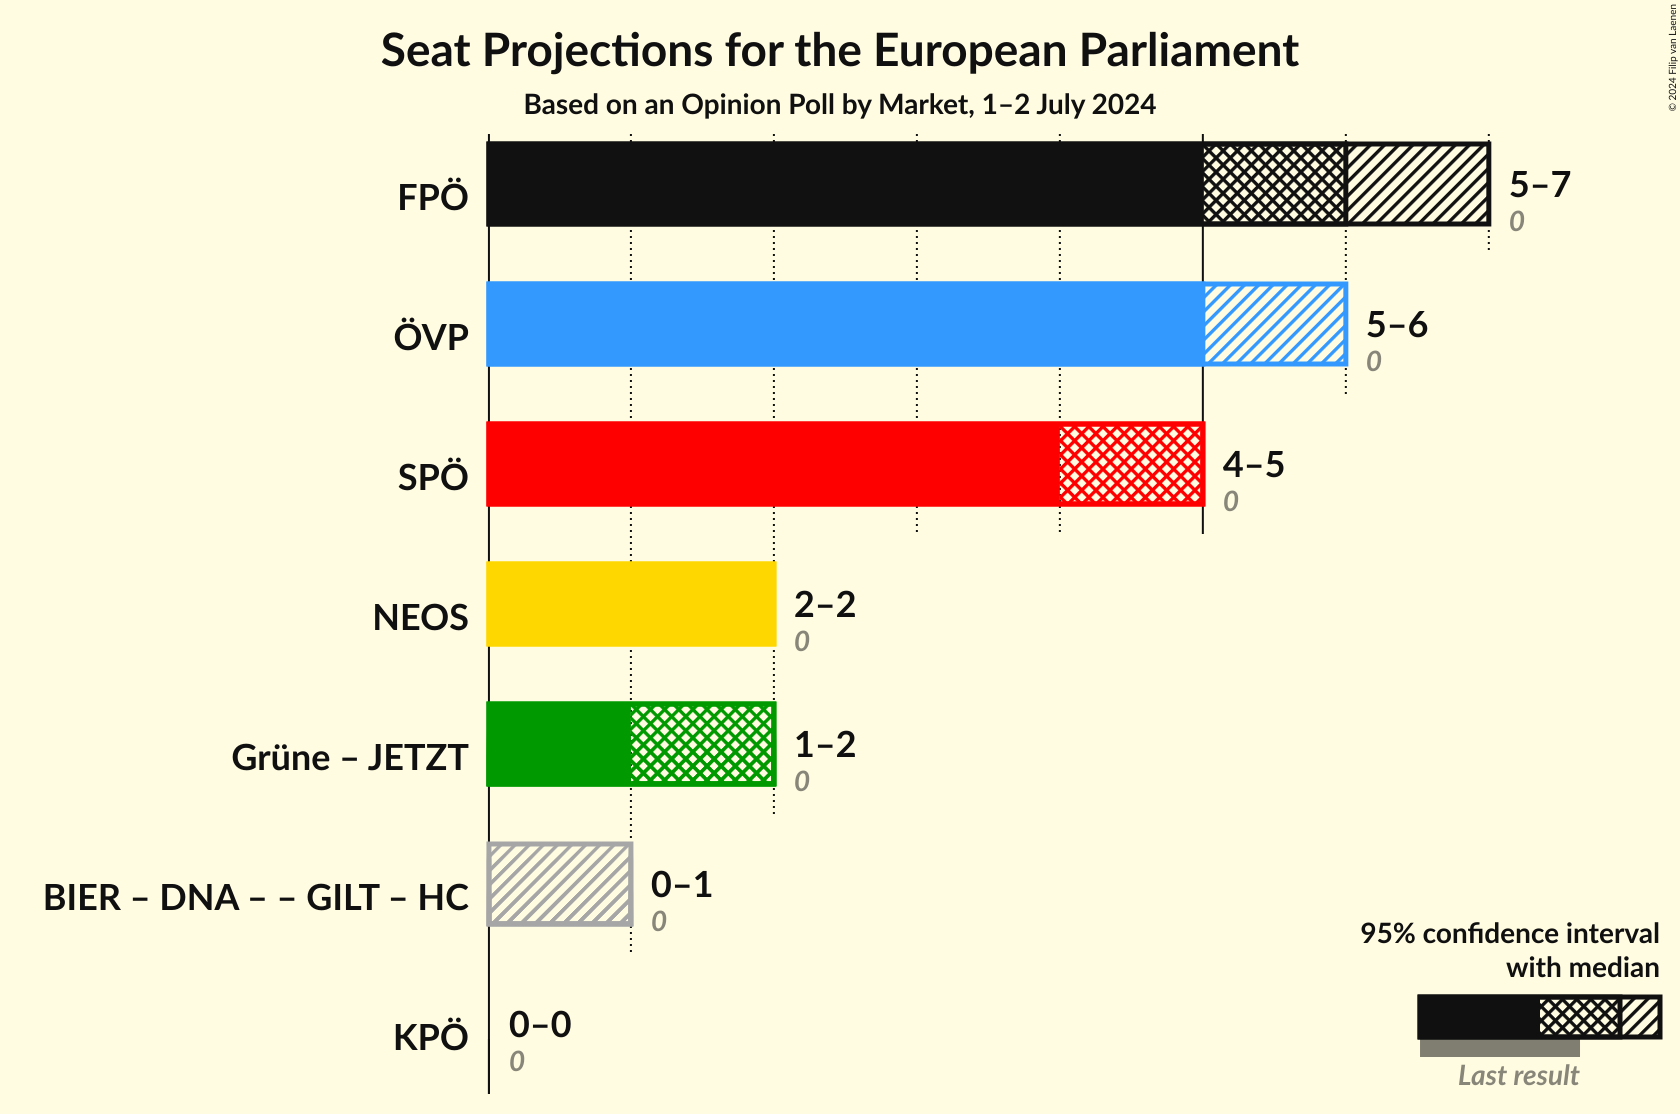 Seat Projections for the European Parliament
Based on an Opinion Poll by Market, 1–2 July 2024
© 2024 Filip van Laenen
FPÖ
5–7
0
ÖVP
5–6
0
SPÖ
4–5
0
NEOS
2–2
0
Grüne – JETZT
1–2
0
BIER – DNA – – GILT – HC
0–1
0
KPÖ
0–0
0
95% confidence interval
with median
Last result